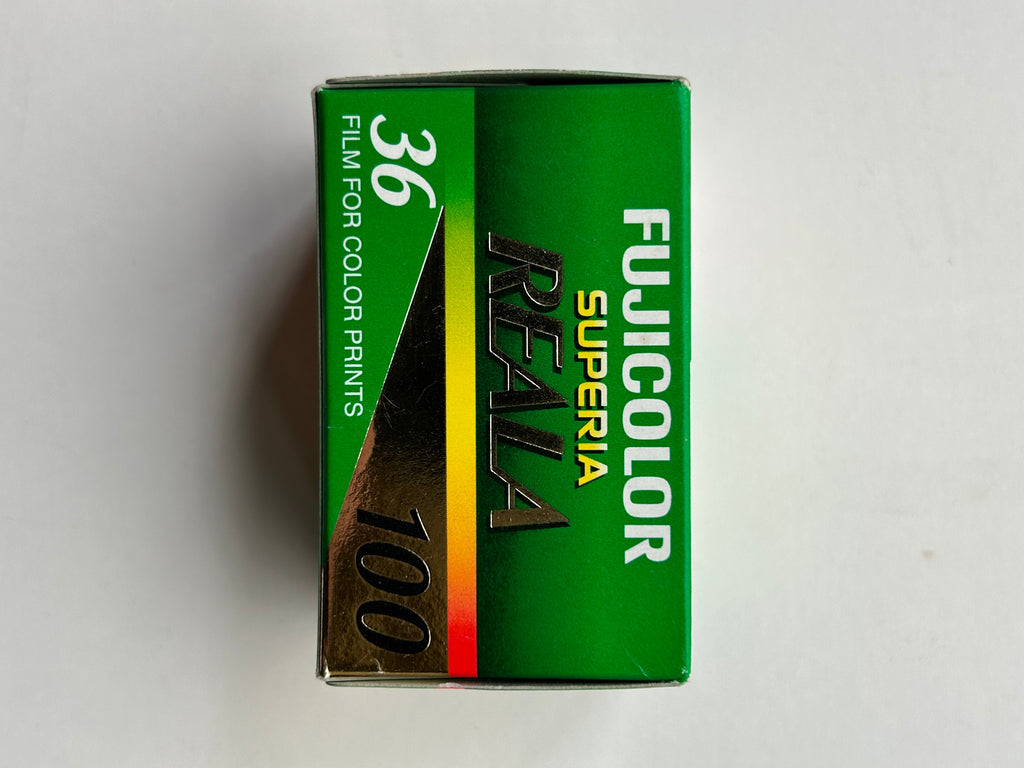 FUJICOLOR
SUPERIA
REALA
36
FILM FOR COLOR PRINTS
100